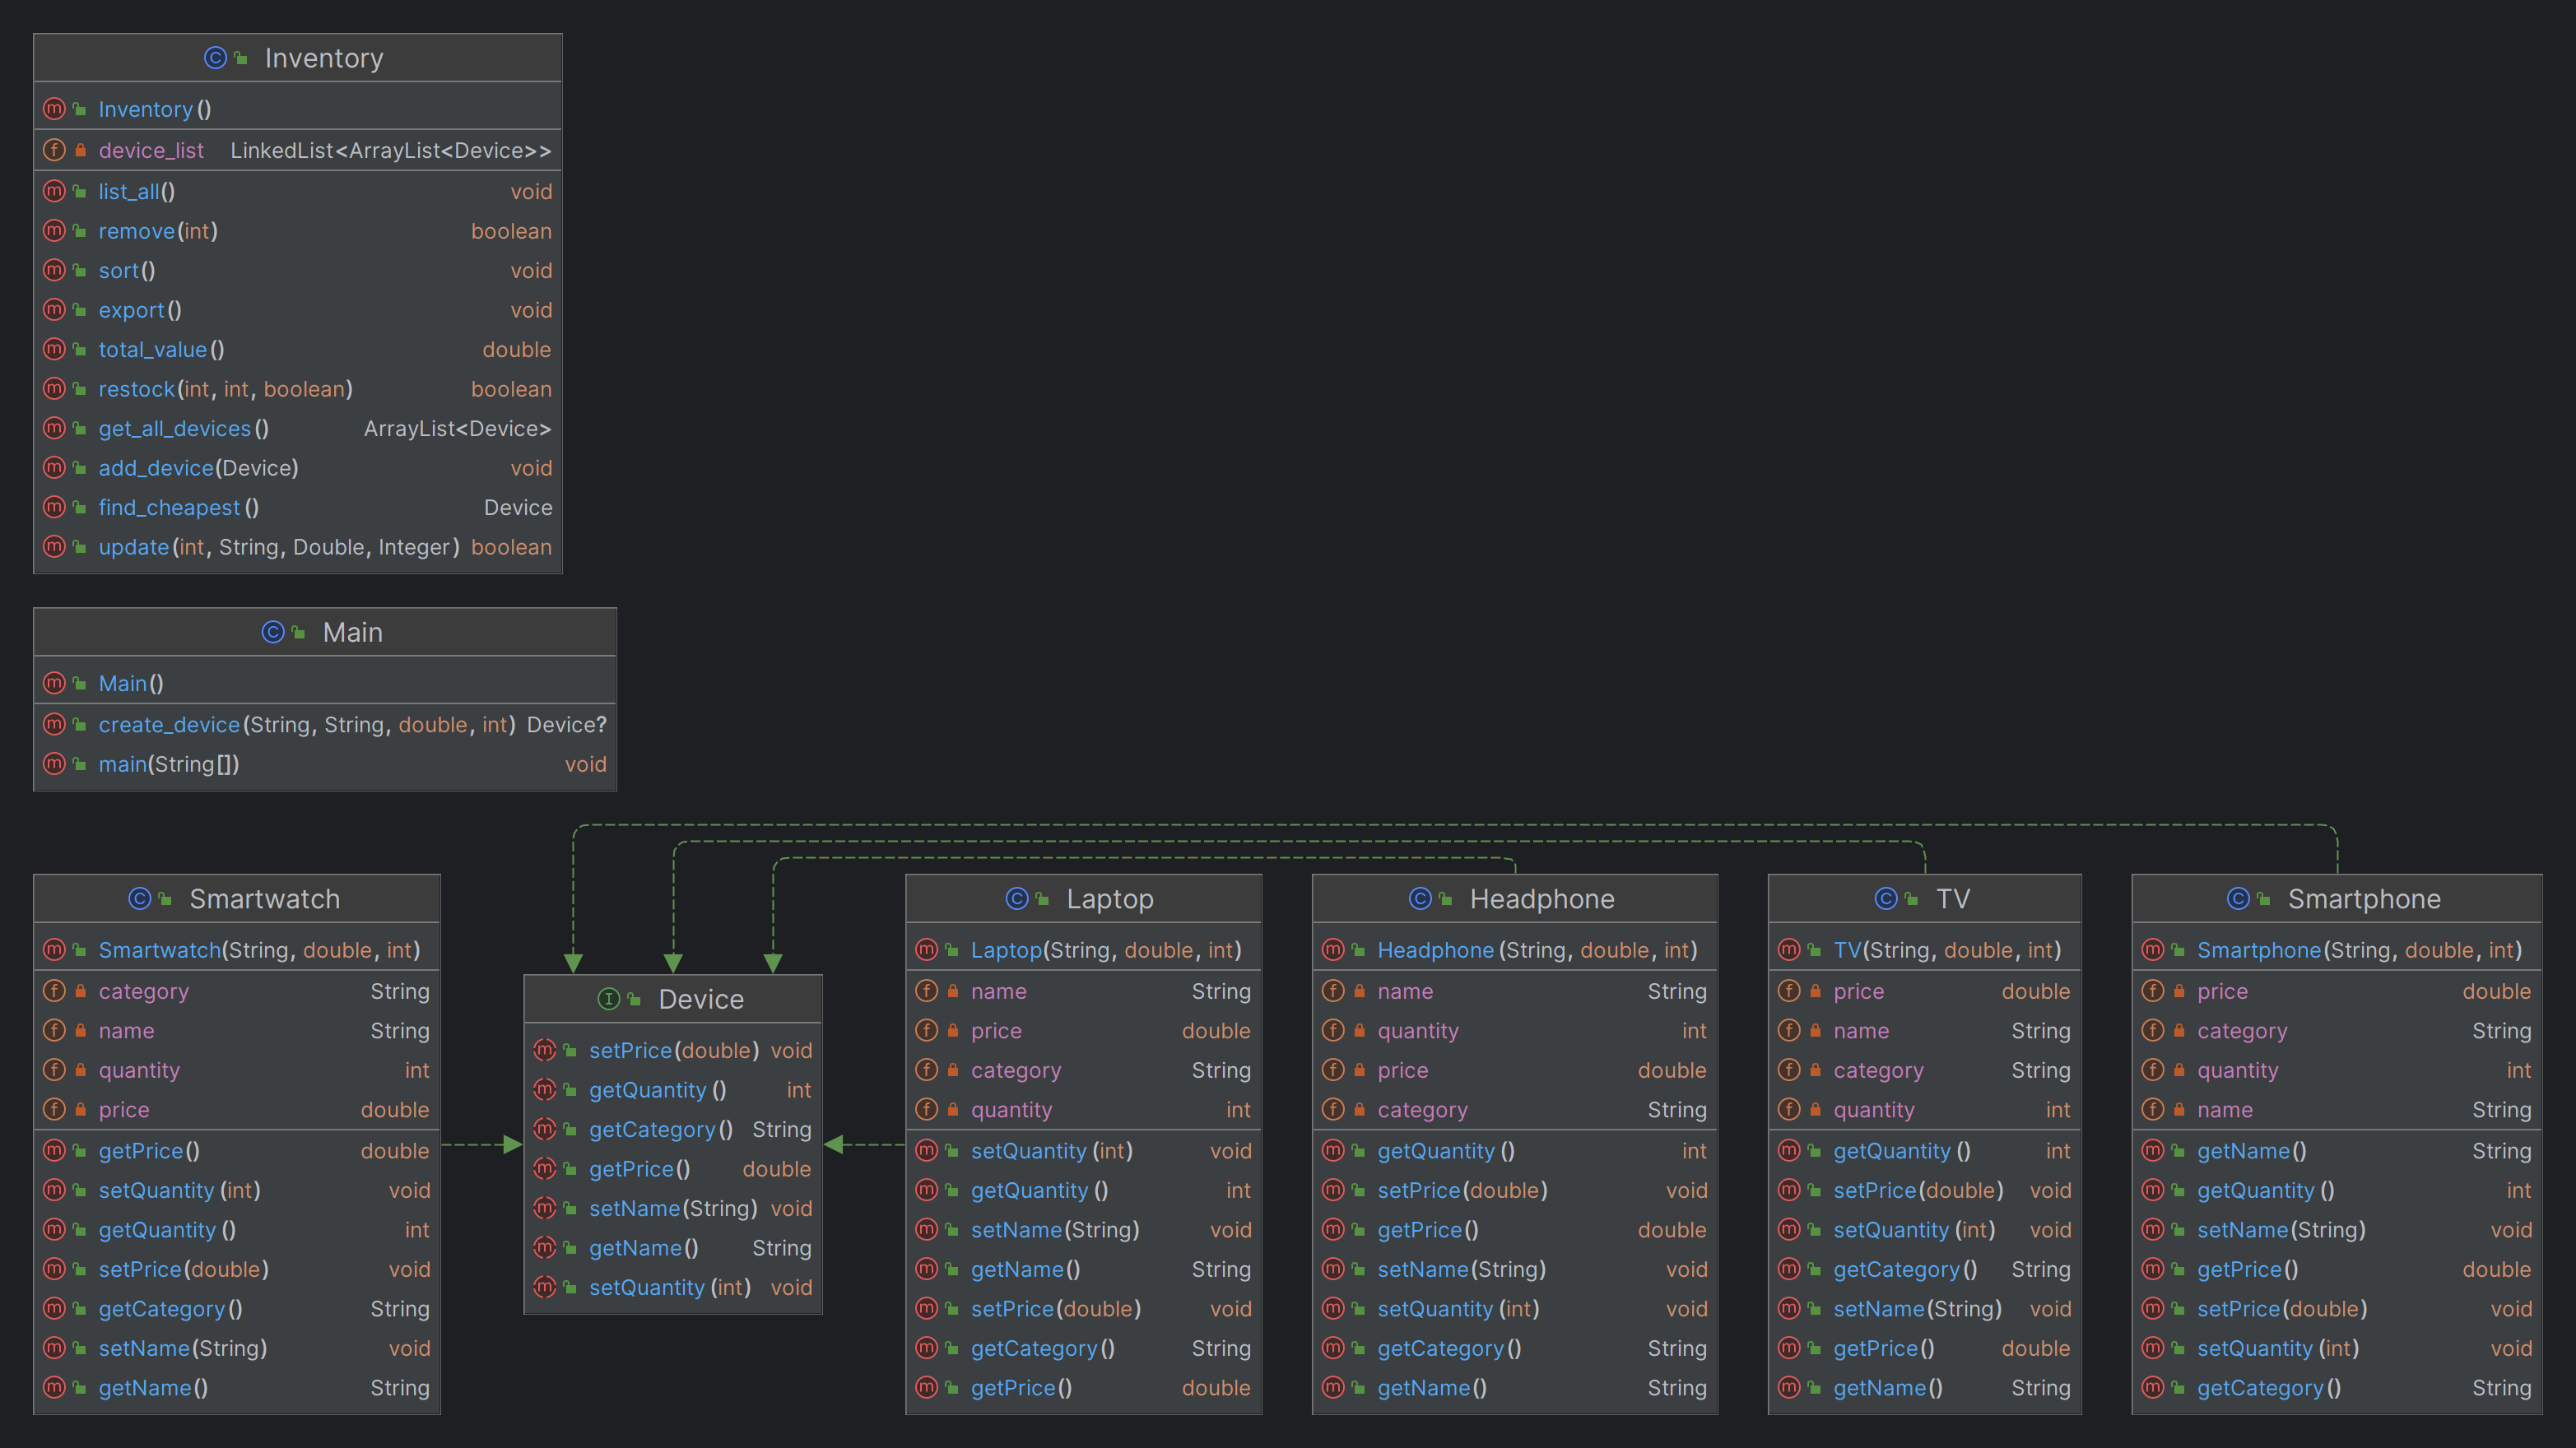 Inventory
Inventory()
device_list LinkedList<ArrayList<Device>>
list_all() void
remove(int) boolean
sort() void
export() void
total_value() double
restock(int, int, boolean) boolean
get_all_devices() ArrayList<Device>
add_device(Device) void
find_cheapest() Device
update(int, String, Double, Integer) boolean
Main
Main()
create_device(String, String, double, int) Device?
main(String[]) void
Smartwatch
Smartwatch(String, double, int)
category String
name String
quantity int
price double
getPrice() double
setQuantity(int) void
getQuantity() int
setPrice(double) void
getCategory() String
setName(String) void
getName() String
Device
setPrice(double) void
getQuantity() int
getCategory() String
getPrice() double
setName(String) void
getName() String
setQuantity(int) void
Laptop
Laptop(String, double, int)
name String
price double
category String
quantity int
setQuantity(int) void
getQuantity() int
setName(String) void
getName() String
setPrice(double) void
getCategory() String
getPrice() double
Headphone
Headphone(String, double, int)
name String
quantity int
price double
category String
getQuantity() int
setPrice(double) void
getPrice() double
setName(String) void
setQuantity(int) void
getCategory() String
getName() String
TV
TV(String, double, int)
price double
name String
category String
quantity int
getQuantity() int
setPrice(double) void
setQuantity(int) void
getCategory() String
setName(String) void
getPrice() double
getName() String
Smartphone
Smartphone(String, double, int)
price double
category String
quantity int
name String
getName() String
getQuantity() int
setName(String) void
getPrice() double
setPrice(double) void
setQuantity(int) void
getCategory() String